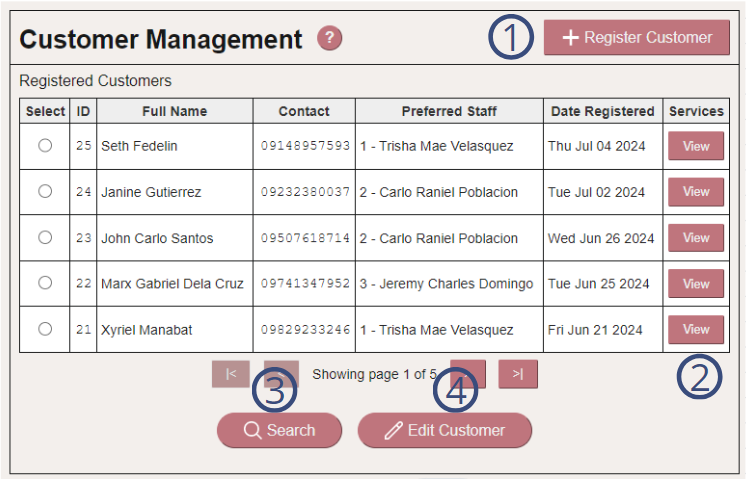 Customer Management ?
1
+ Register Customer
Registered Customers
Select ID Full Name Contact Preferred Staff Date Registered Services
25 Seth Fedelin 09148957593 1 - Trisha Mae Velasquez Thu Jul 04 2024 View
24 Janine Gutierrez 09232380037 2 - Carlo Raniel Poblacion Tue Jul 02 2024 View
23 John Carlo Santos 09507618714 2 - Carlo Raniel Poblacion Wed Jun 26 2024 View
22 Marx Gabriel Dela Cruz 09741347952 3 - Jeremy Charles Domingo Tue Jun 25 2024 View
21 Xyriel Manabat 09829233246 1 - Trisha Mae Velasquez Fri Jun 21 2024 View
|< Showing page 1 of 5 >|
3 4 2
Search Edit Customer